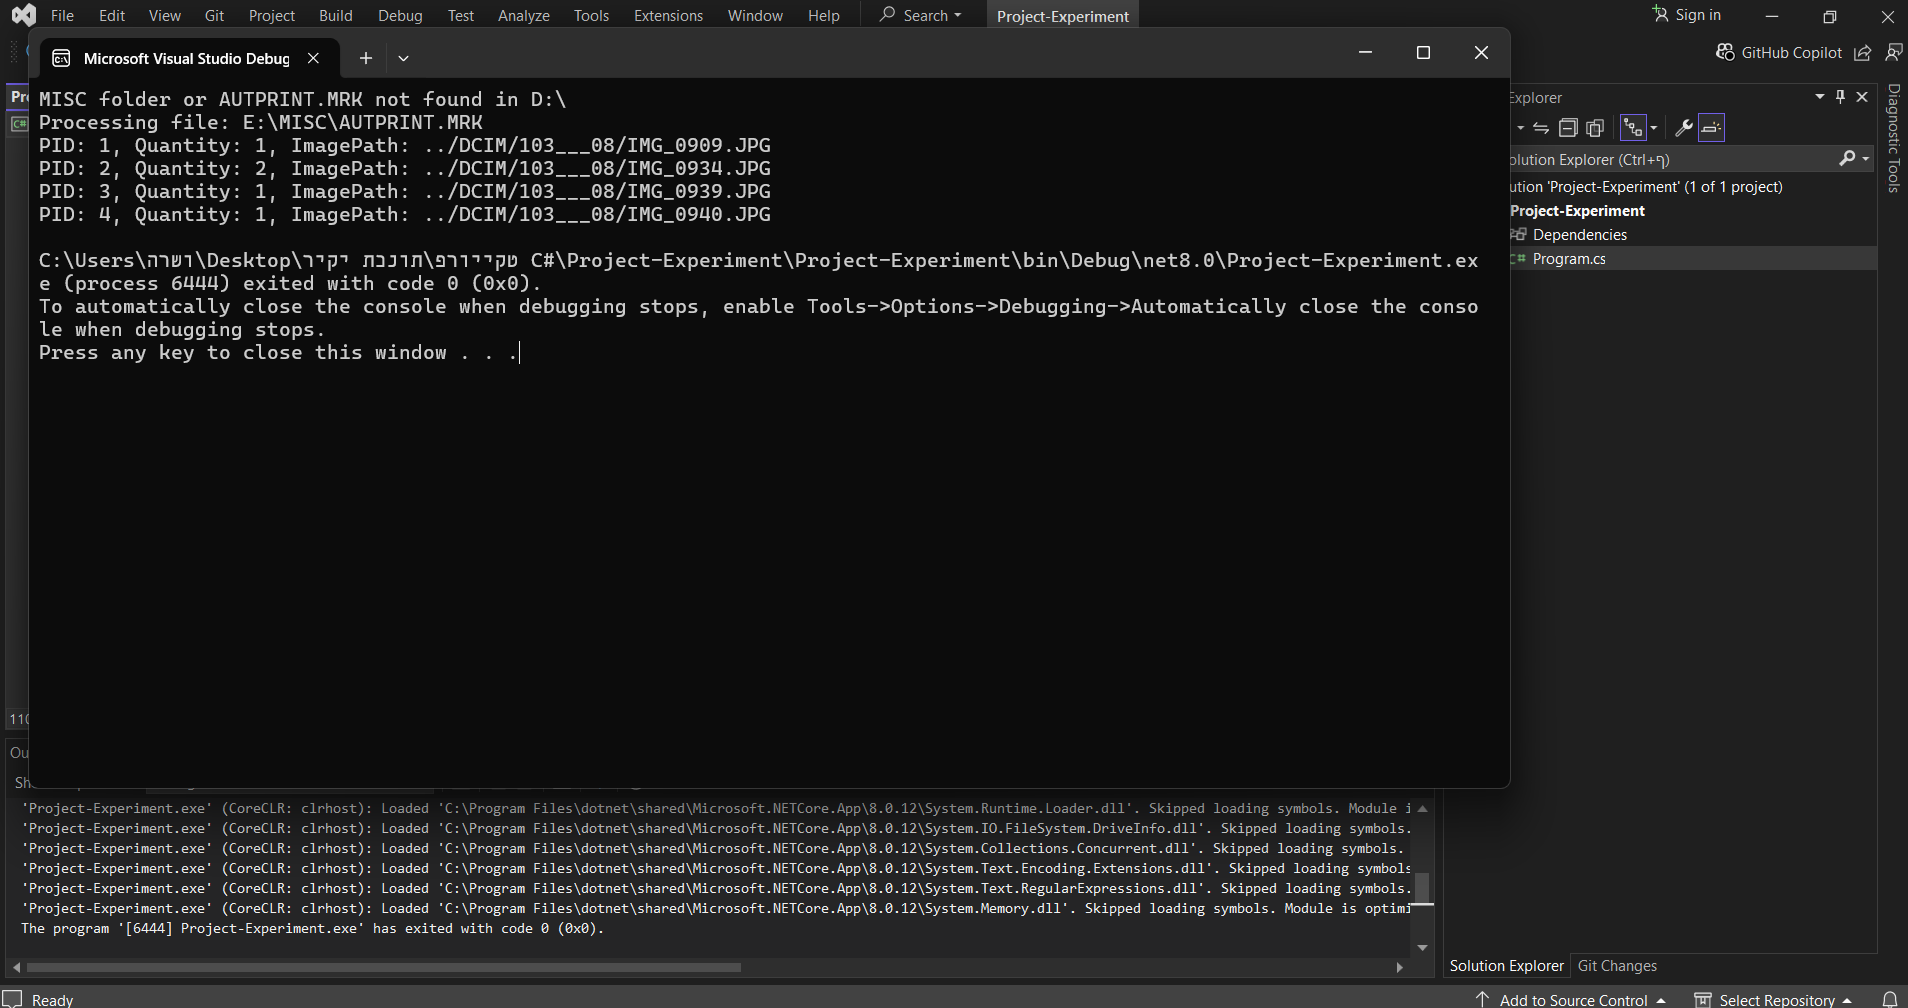 File Edit View Git Project Build Debug Test Analyze Tools Extensions Window Help Search Project-Experiment Sign in
GitHub Copilot
Microsoft Visual Studio Debug
MISC folder or AUTPRINT.MRK not found in D:\
Processing file: E:\MISC\AUTPRINT.MRK
PID: 1, Quantity: 1, ImagePath: ../DCIM/103___08/IMG_0909.JPG
PID: 2, Quantity: 2, ImagePath: ../DCIM/103___08/IMG_0934.JPG
PID: 3, Quantity: 1, ImagePath: ../DCIM/103___08/IMG_0939.JPG
PID: 4, Quantity: 1, ImagePath: ../DCIM/103___08/IMG_0940.JPG
C:\Users\השרו\Desktop\ריקי תכנות\פרויייקט C#\Project-Experiment\Project-Experiment\bin\Debug\net8.0\Project-Experiment.ex
e (process 6444) exited with code 0 (0x0).
To automatically close the console when debugging stops, enable Tools->Options->Debugging->Automatically close the conso
le when debugging stops.
Press any key to close this window . . .
Explorer
olution Explorer (Ctrl+ף)
ution 'Project-Experiment' (1 of 1 project)
Project-Experiment
Dependencies
C# Program.cs
Diagnostic Tools
Pr
C#
110
Ou
Sh
'Project-Experiment.exe' (CoreCLR: clrhost): Loaded 'C:\Program Files\dotnet\shared\Microsoft.NETCore.App\8.0.12\System.Runtime.Loader.dll'. Skipped loading symbols. Module i
'Project-Experiment.exe' (CoreCLR: clrhost): Loaded 'C:\Program Files\dotnet\shared\Microsoft.NETCore.App\8.0.12\System.IO.FileSystem.DriveInfo.dll'. Skipped loading symbols.
'Project-Experiment.exe' (CoreCLR: clrhost): Loaded 'C:\Program Files\dotnet\shared\Microsoft.NETCore.App\8.0.12\System.Collections.Concurrent.dll'. Skipped loading symbols.
'Project-Experiment.exe' (CoreCLR: clrhost): Loaded 'C:\Program Files\dotnet\shared\Microsoft.NETCore.App\8.0.12\System.Text.Encoding.Extensions.dll'. Skipped loading symbols
'Project-Experiment.exe' (CoreCLR: clrhost): Loaded 'C:\Program Files\dotnet\shared\Microsoft.NETCore.App\8.0.12\System.Text.RegularExpressions.dll'. Skipped loading symbols.
'Project-Experiment.exe' (CoreCLR: clrhost): Loaded 'C:\Program Files\dotnet\shared\Microsoft.NETCore.App\8.0.12\System.Memory.dll'. Skipped loading symbols. Module is optimi
The program '[6444] Project-Experiment.exe' has exited with code 0 (0x0).
Solution Explorer Git Changes
Ready
Add to Source Control Select Repository